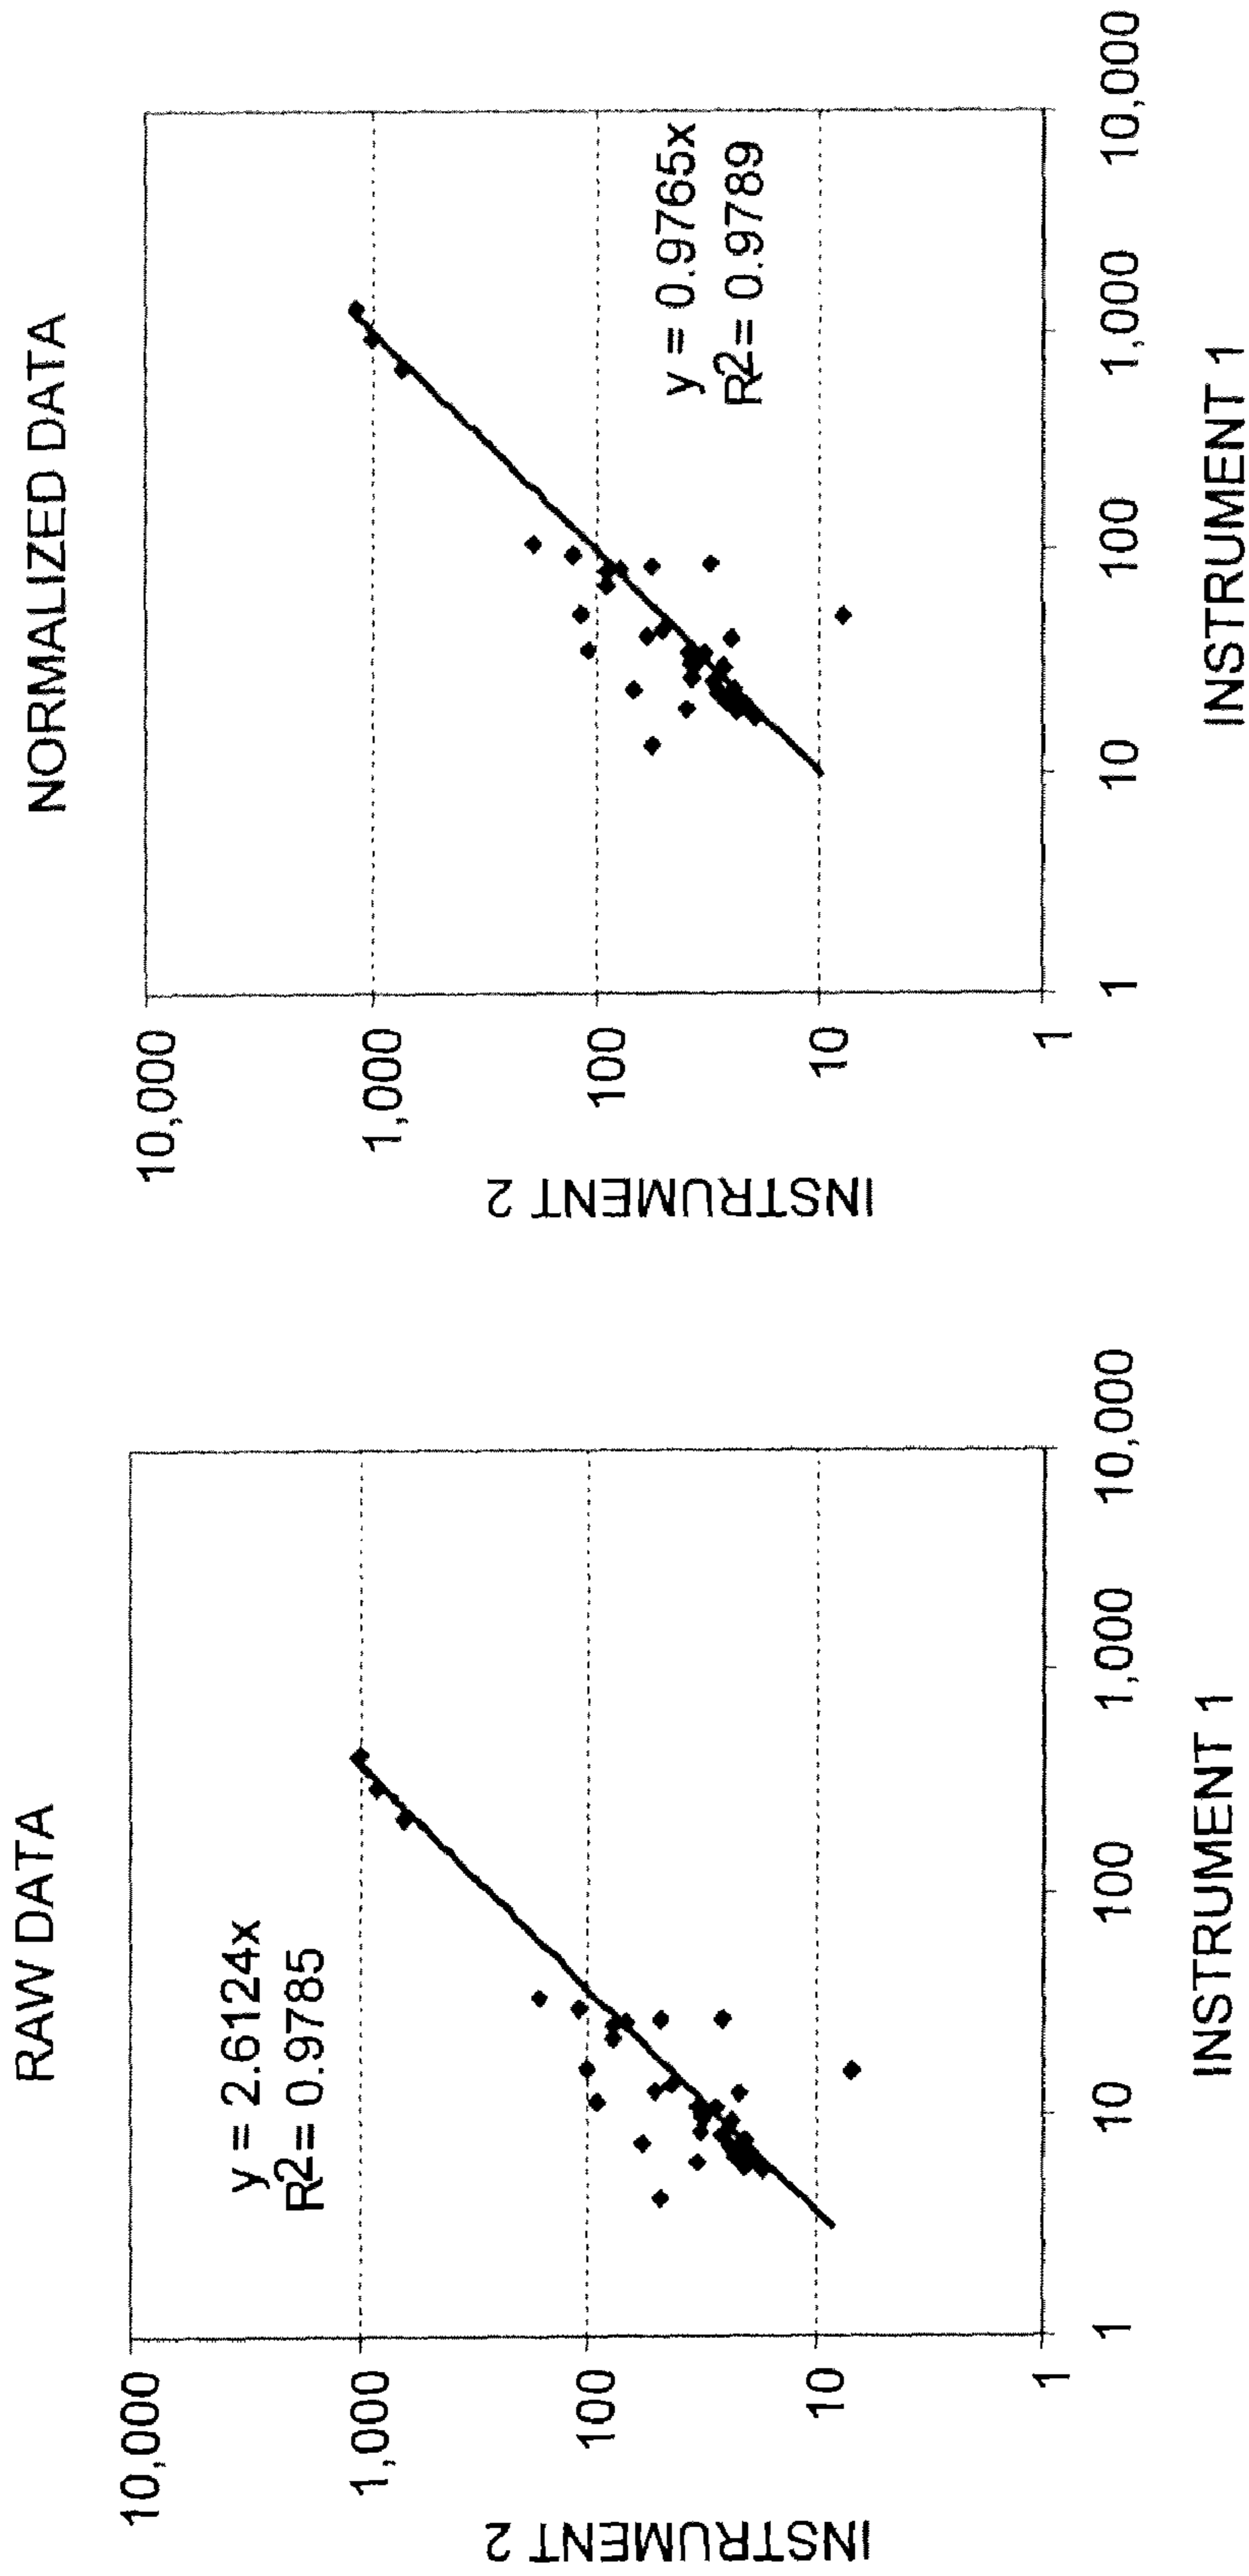 RAW DATA
y = 2.6124x
R2= 0.9785
10,000
1,000
100
10
1
INSTRUMENT 2
1 10 100 1,000 10,000
INSTRUMENT 1
NORMALIZED DATA
y = 0.9765x
R2= 0.9789
10,000
1,000
100
10
1
INSTRUMENT 2
1 10 100 1,000 10,000
INSTRUMENT 1